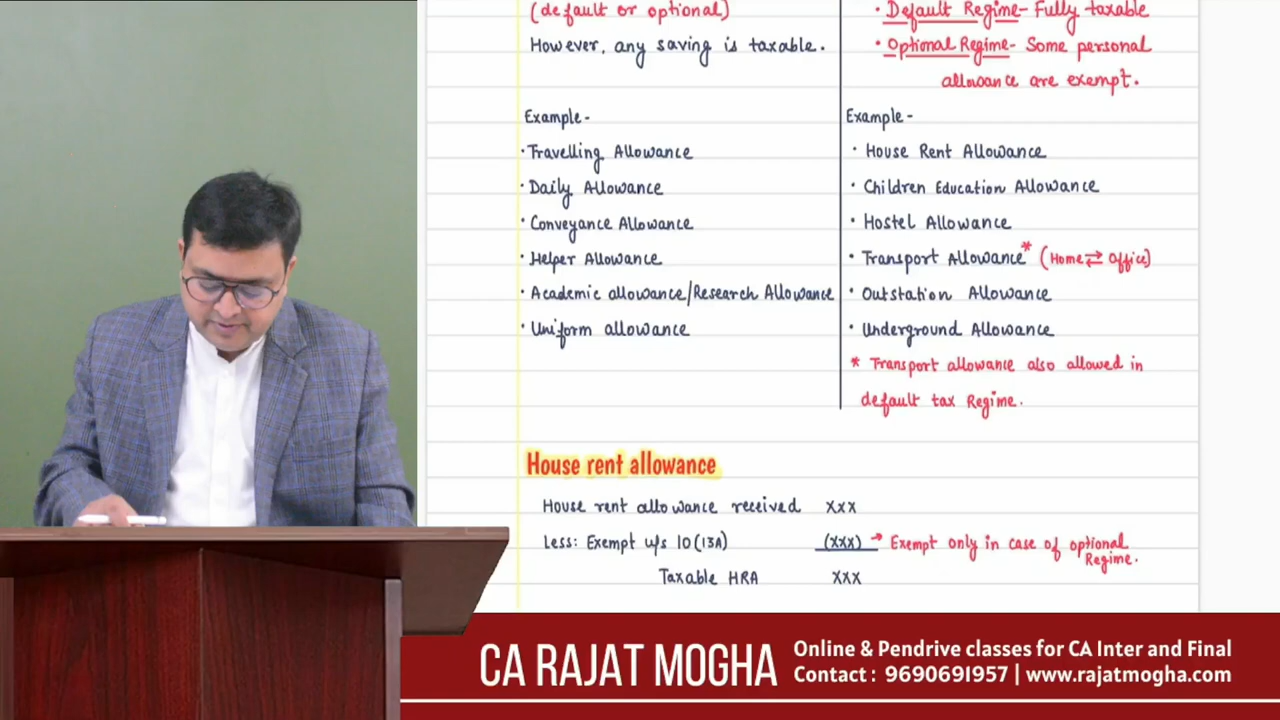 (default or optional)
However, any saving is taxable.
Example-
• Travelling Allowance
• Daily Allowance
• Conveyance Allowance
• Helper Allowance
• Academic allowance/Research Allowance
• Uniform allowance
• Default Regime- Fully taxable
• Optional Regime- Some personal
allowance are exempt.
Example-
• House Rent Allowance
• Children Education Allowance
• Hostel Allowance
• Transport Allowance* (Home⇄Office)
• Outstation Allowance
• Underground Allowance
* Transport allowance also allowed in
default tax Regime.
House rent allowance
House rent allowance received XXX
Less: Exempt u/s 10(13A) (XXX) → Exempt only in case of optional
Regime.
Taxable HRA XXX
CA RAJAT MOGHA
Online & Pendrive classes for CA Inter and Final
Contact : 9690691957 | www.rajatmogha.com